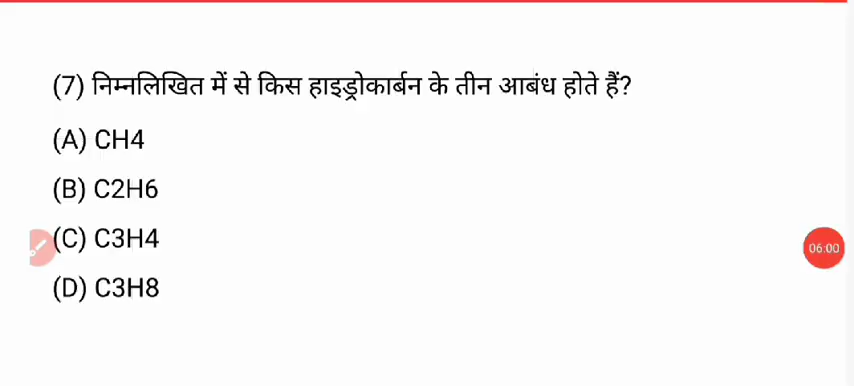 (7) निम्नलिखित में से किस हाइड्रोकार्बन के तीन आबंध होते हैं?
(A) CH4
(B) C2H6
(C) C3H4
06:00
(D) C3H8